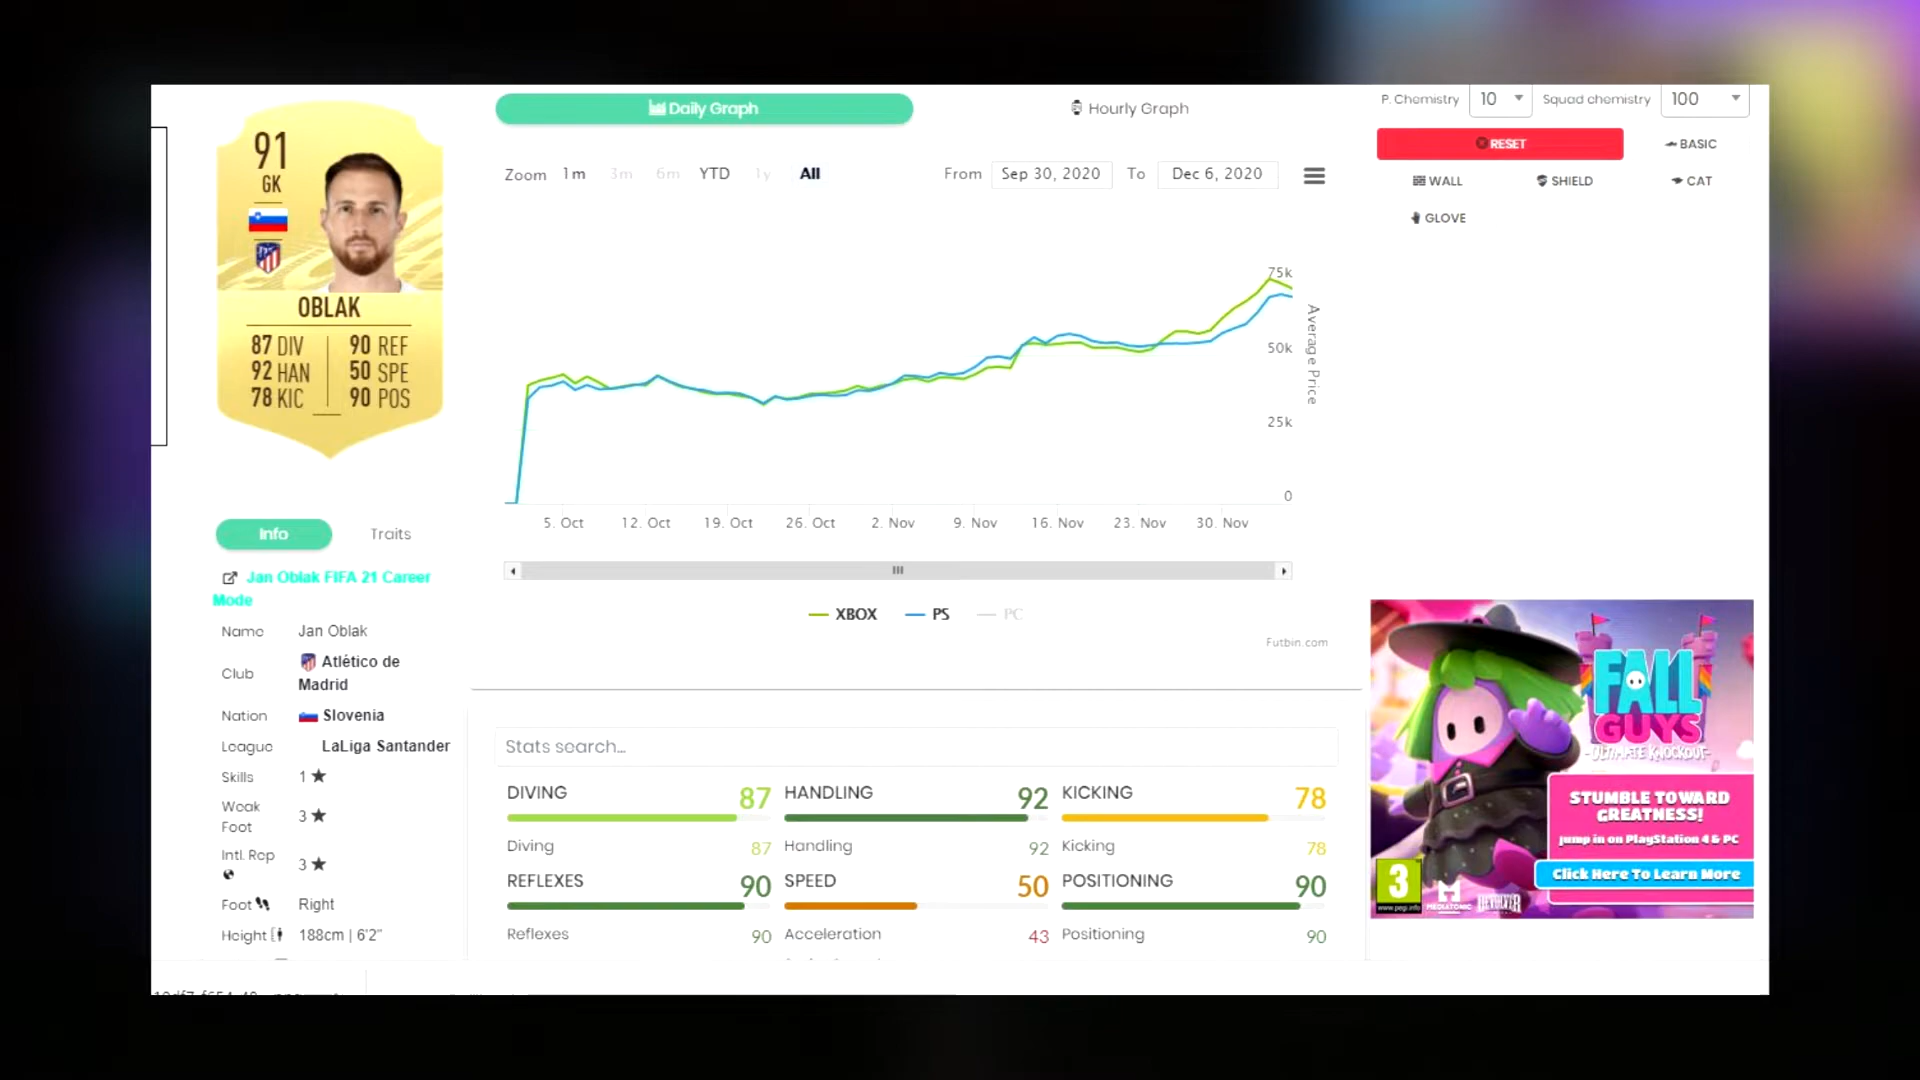 91
GK
OBLAK
87 DIV 90 REF
92 HAN 50 SPE
78 KIC 90 POS
Info Traits
Jan Oblak FIFA 21 Career
Mode
Name Jan Oblak
Club Atlético de
Madrid
Nation Slovenia
League LaLiga Santander
Skills 1
Weak
Foot 3
Intl. Rep 3
Foot Right
Height 188cm | 6'2"
Daily Graph Hourly Graph
Zoom 1m 3m 6m YTD 1y All From Sep 30, 2020 To Dec 6, 2020
75k
50k
25k
0
Average Price
5. Oct 12. Oct 19. Oct 26. Oct 2. Nov 9. Nov 16. Nov 23. Nov 30. Nov
XBOX PS PC
Futbin.com
Stats search...
DIVING 87 HANDLING 92 KICKING 78
Diving 87 Handling 92 Kicking 78
REFLEXES 90 SPEED 50 POSITIONING 90
Reflexes 90 Acceleration 43 Positioning 90
P. Chemistry 10 Squad chemistry 100
RESET BASIC
WALL SHIELD CAT
GLOVE
FALL
GUYS
-ULTIMATE KNOCKOUT-
STUMBLE TOWARD
GREATNESS!
Jump in on PlayStation 4 & PC
Click Here To Learn More
3
www.pegi.info
MEDIATONIC
DEVOLVER